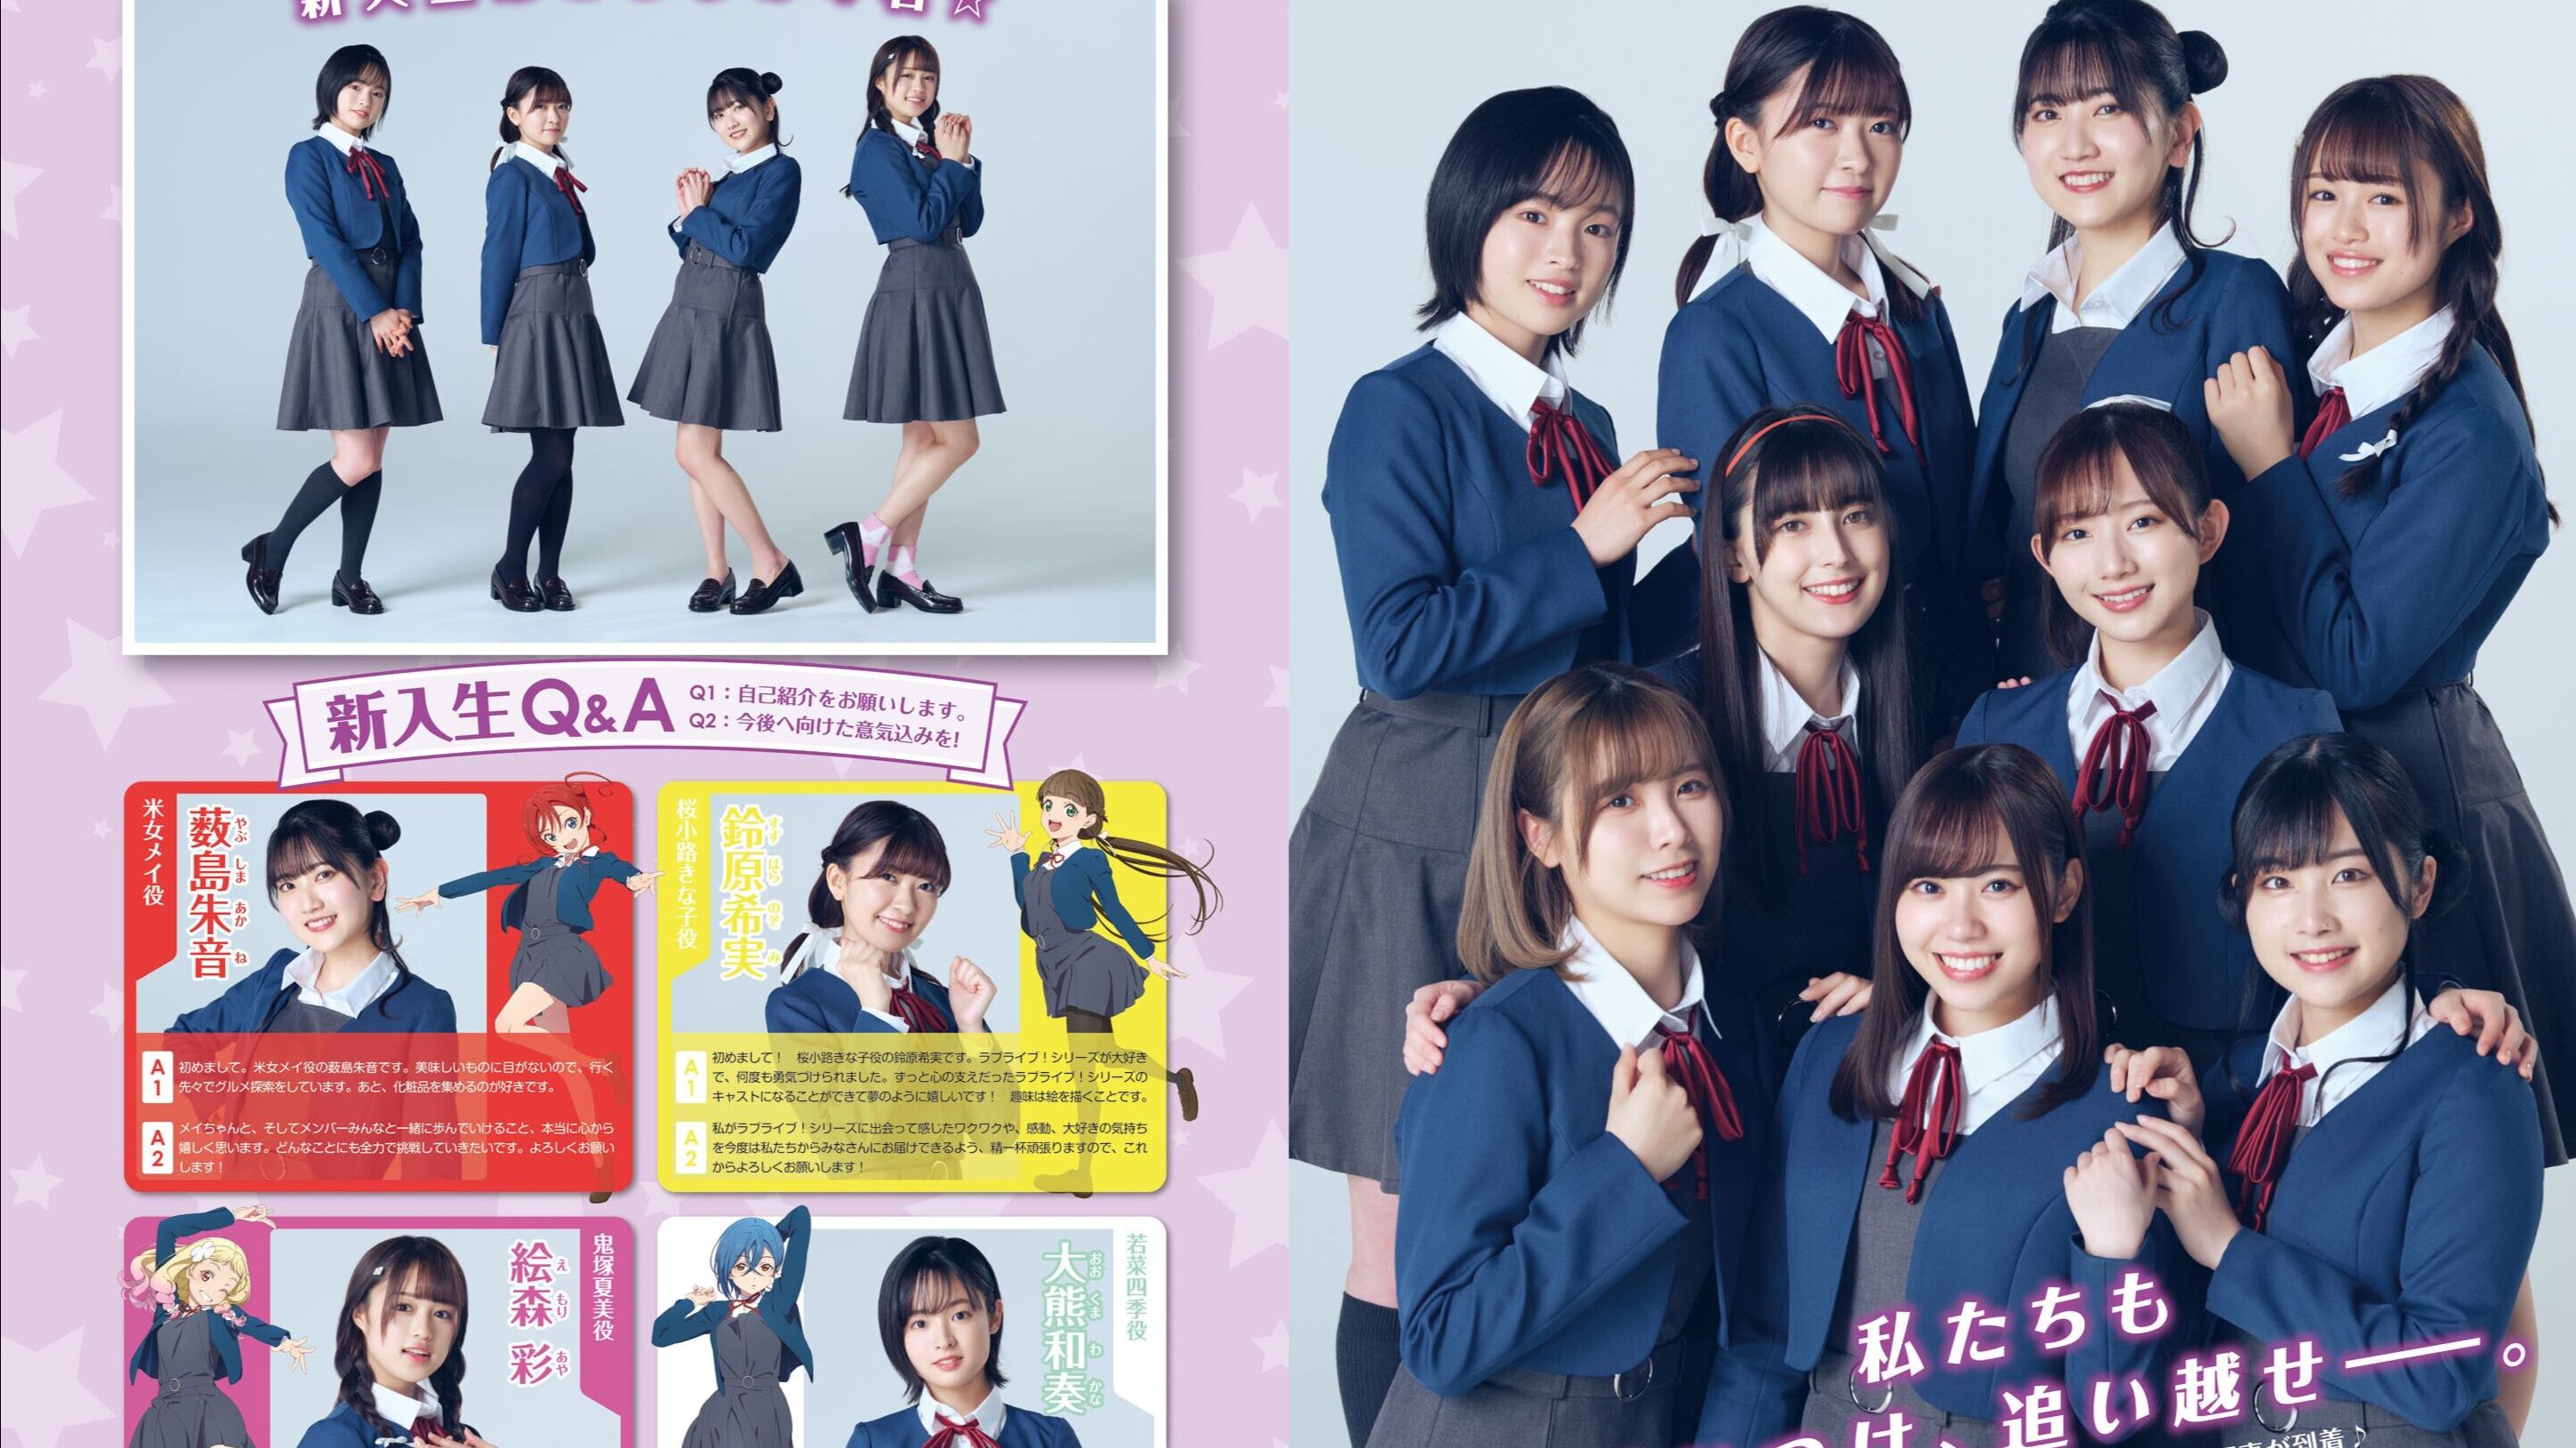 新入生Q&A
Q1：自己紹介をお願いします。
Q2：今後へ向けた意気込みを!
米女メイ役
薮島朱音
やぶ しま あか ね
A1
初めまして。米女メイ役の薮島朱音です。美味しいものに目がないので、行く
先々でグルメ探索をしています。あと、化粧品を集めるのが好きです。
A2
メイちゃんと、そしてメンバーみんなと一緒に歩んでいけること、本当に心から
嬉しく思います。どんなことにも全力で挑戦していきたいです。よろしくお願い
します！
桜小路きな子役
鈴原希実
すず はら のぞ み
A1
初めまして！　桜小路きな子役の鈴原希実です。ラブライブ！シリーズが大好き
で、何度も勇気づけられました。ずっと心の支えだったラブライブ！シリーズの
キャストになることができて夢のように嬉しいです！　趣味は絵を描くことです。
A2
私がラブライブ！シリーズに出会って感じたワクワクや、感動、大好きの気持ち
を今度は私たちからみなさんにお届けできるよう、精一杯頑張りますので、これ
からよろしくお願いします！
鬼塚夏美役
絵森 彩
え もり あや
若菜四季役
大熊和奏
おお くま わ かな
私たちも
は、追い越せ――。
が到着♪